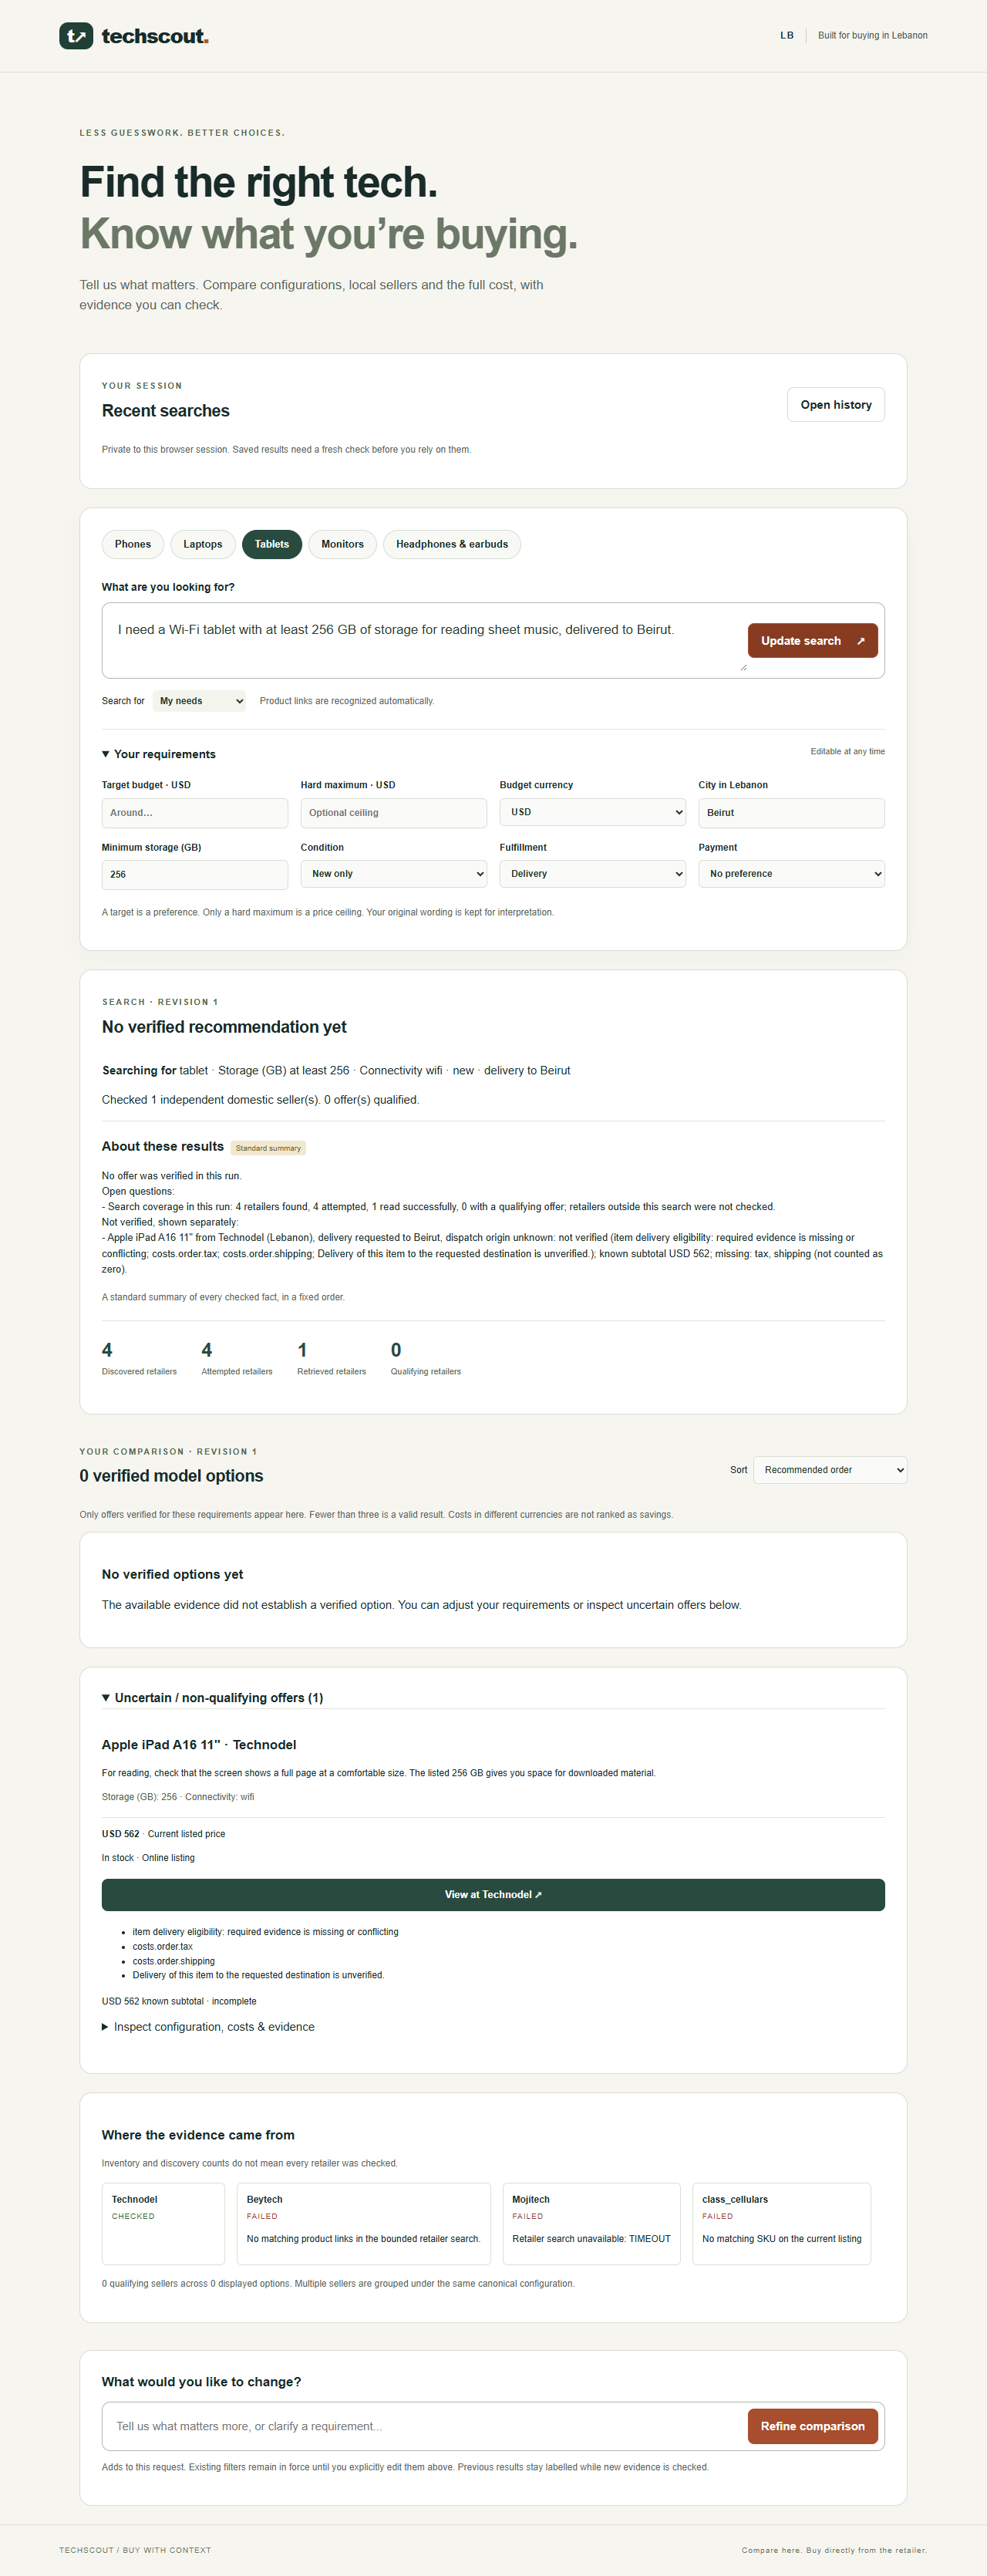 t↗ techscout.
LB Built for buying in Lebanon
LESS GUESSWORK. BETTER CHOICES.
Find the right tech.
Know what you’re buying.
Tell us what matters. Compare configurations, local sellers and the full cost, with
evidence you can check.
YOUR SESSION
Recent searches
Open history
Private to this browser session. Saved results need a fresh check before you rely on them.
Phones Laptops Tablets Monitors Headphones & earbuds
What are you looking for?
I need a Wi-Fi tablet with at least 256 GB of storage for reading sheet music, delivered to Beirut.
Update search ↗
Search for My needs Product links are recognized automatically.
▼ Your requirements Editable at any time
Target budget · USD Hard maximum · USD Budget currency City in Lebanon
Around... Optional ceiling USD Beirut
Minimum storage (GB) Condition Fulfillment Payment
256 New only Delivery No preference
A target is a preference. Only a hard maximum is a price ceiling. Your original wording is kept for interpretation.
SEARCH · REVISION 1
No verified recommendation yet
Searching for tablet · Storage (GB) at least 256 · Connectivity wifi · new · delivery to Beirut
Checked 1 independent domestic seller(s). 0 offer(s) qualified.
About these results Standard summary
No offer was verified in this run.
Open questions:
- Search coverage in this run: 4 retailers found, 4 attempted, 1 read successfully, 0 with a qualifying offer; retailers outside this search were not checked.
Not verified, shown separately:
- Apple iPad A16 11" from Technodel (Lebanon), delivery requested to Beirut, dispatch origin unknown: not verified (item delivery eligibility: required evidence is missing or
conflicting; costs.order.tax; costs.order.shipping; Delivery of this item to the requested destination is unverified.); known subtotal USD 562; missing: tax, shipping (not counted as
zero).
A standard summary of every checked fact, in a fixed order.
4 4 1 0
Discovered retailers Attempted retailers Retrieved retailers Qualifying retailers
YOUR COMPARISON · REVISION 1
0 verified model options
Sort Recommended order
Only offers verified for these requirements appear here. Fewer than three is a valid result. Costs in different currencies are not ranked as savings.
No verified options yet
The available evidence did not establish a verified option. You can adjust your requirements or inspect uncertain offers below.
▼ Uncertain / non-qualifying offers (1)
Apple iPad A16 11" · Technodel
For reading, check that the screen shows a full page at a comfortable size. The listed 256 GB gives you space for downloaded material.
Storage (GB): 256 · Connectivity: wifi
USD 562 · Current listed price
In stock · Online listing
View at Technodel ↗
• item delivery eligibility: required evidence is missing or conflicting
• costs.order.tax
• costs.order.shipping
• Delivery of this item to the requested destination is unverified.
USD 562 known subtotal · incomplete
▶ Inspect configuration, costs & evidence
Where the evidence came from
Inventory and discovery counts do not mean every retailer was checked.
Technodel Beytech Mojitech class_cellulars
CHECKED FAILED FAILED FAILED
No matching product links in the bounded retailer search. Retailer search unavailable: TIMEOUT No matching SKU on the current listing
0 qualifying sellers across 0 displayed options. Multiple sellers are grouped under the same canonical configuration.
What would you like to change?
Tell us what matters more, or clarify a requirement...
Refine comparison
Adds to this request. Existing filters remain in force until you explicitly edit them above. Previous results stay labelled while new evidence is checked.
TECHSCOUT / BUY WITH CONTEXT Compare here. Buy directly from the retailer.